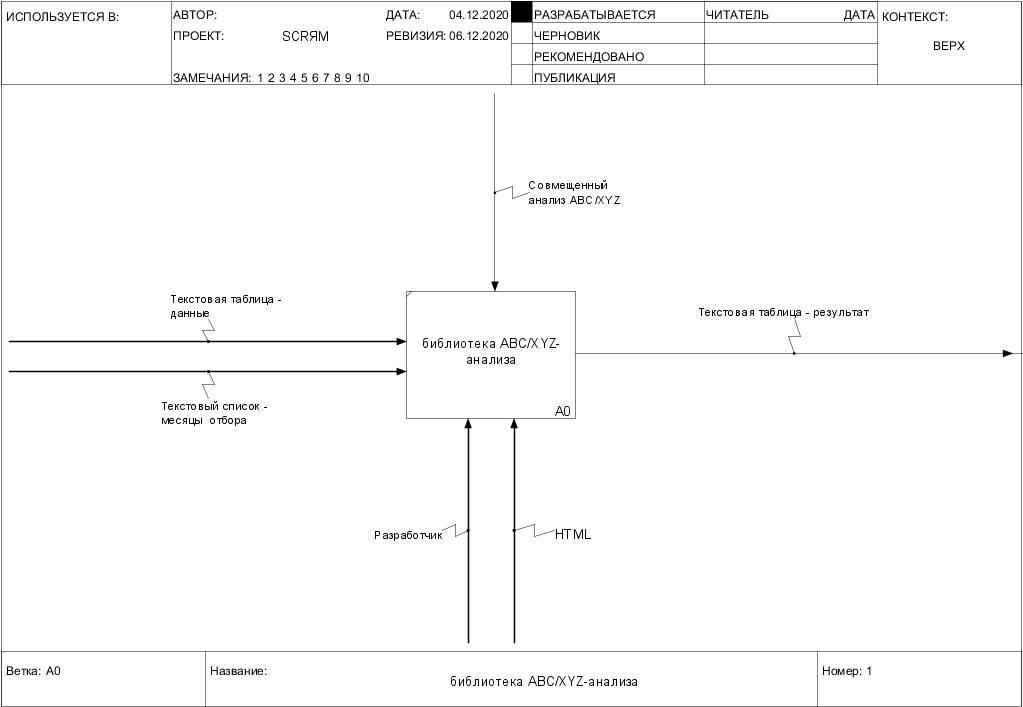 ИСПОЛЬЗУЕТСЯ В:
АВТОР:
ДАТА: 04.12.2020
ПРОЕКТ: SCRЯM
РЕВИЗИЯ: 06.12.2020
ЗАМЕЧАНИЯ: 1 2 3 4 5 6 7 8 9 10
РАЗРАБАТЫВАЕТСЯ
ЧЕРНОВИК
РЕКОМЕНДОВАНО
ПУБЛИКАЦИЯ
ЧИТАТЕЛЬ ДАТА
КОНТЕКСТ:
ВЕРХ
Совмещенный
анализ ABC/XYZ
Текстовая таблица -
данные
Текстовая таблица - результат
библиотека ABC/XYZ-
анализа
A0
Текстовый список -
месяцы отбора
Разработчик
HTML
Ветка: A0
Название:
библиотека ABC/XYZ-анализа
Номер: 1